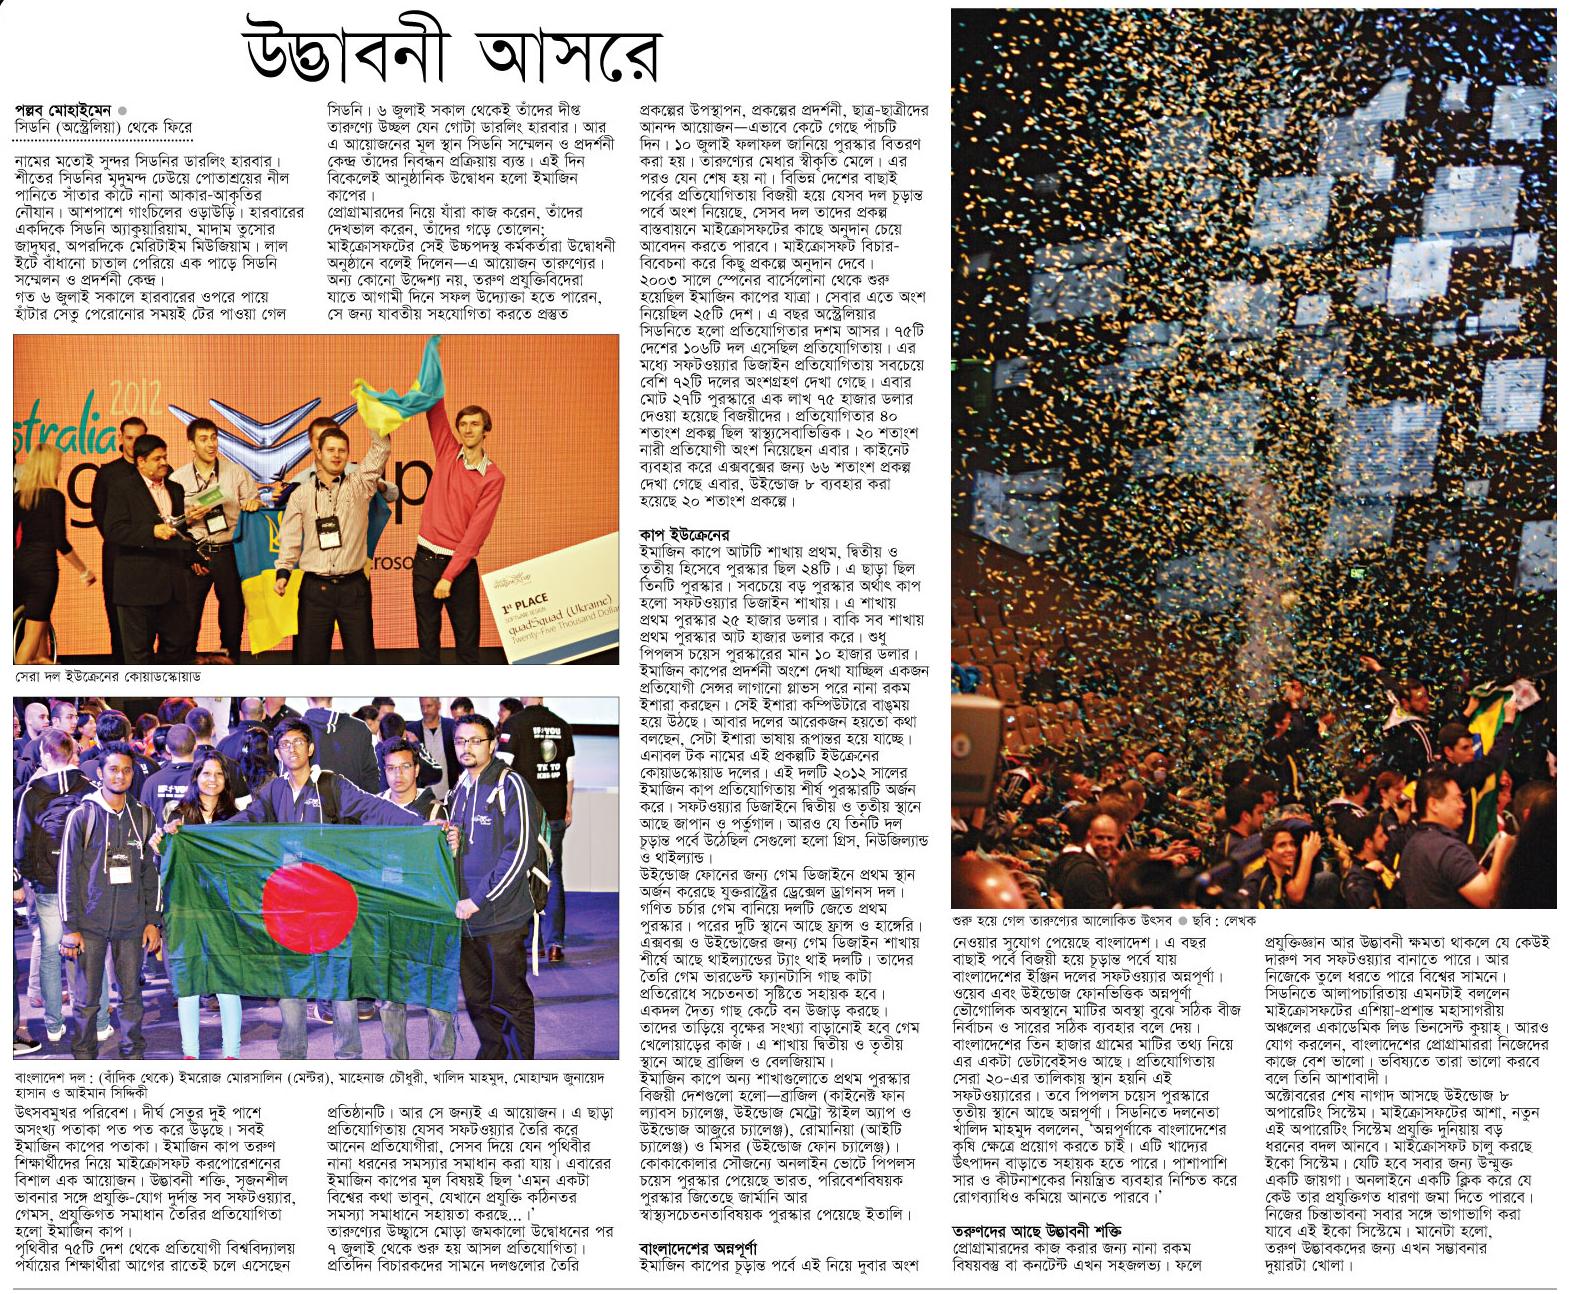 উদ্ভাবনী আসরে
পল্লব মোহাইমেন ●
সিডনি (অস্ট্রেলিয়া) থেকে ফিরে
নামের মতোই সুন্দর সিডনির ডারলিং হারবার।
শীতের সিডনির মৃদুমন্দ ঢেউয়ে পোতাশ্রয়ের নীল
পানিতে সাঁতার কাটে নানা আকার-আকৃতির
নৌযান। আশপাশে গাংচিলের ওড়াউড়ি। হারবারের
একদিকে সিডনি অ্যাকুয়ারিয়াম, মাদাম তুসোর
জাদুঘর, অপরদিকে মেরিটাইম মিউজিয়াম। লাল
ইটে বাঁধানো চাতাল পেরিয়ে এক পাড়ে সিডনি
সম্মেলন ও প্রদর্শনী কেন্দ্র।
গত ৬ জুলাই সকালে হারবারের ওপরে পায়ে
হাঁটার সেতু পেরোনোর সময়ই টের পাওয়া গেল
australia 2012
1st PLACE
SOFTWARE DESIGN
quadSquad (Ukraine)
Twenty-Five Thousand Dollar
সেরা দল ইউক্রেনের কোয়াডস্কোয়াড
IF YOU
বাংলাদেশ দল : (বাঁদিক থেকে) ইমরোজ মোরসালিন (মেন্টর), মাহেনাজ চৌধুরী, খালিদ মাহমুদ, মোহাম্মদ জুনায়েদ
হাসান ও আইমান সিদ্দিকী
উৎসবমুখর পরিবেশ। দীর্ঘ সেতুর দুই পাশে
অসংখ্য পতাকা পত পত করে উড়ছে। সবই
ইমাজিন কাপের পতাকা। ইমাজিন কাপ তরুণ
শিক্ষার্থীদের নিয়ে মাইক্রোসফট করপোরেশনের
বিশাল এক আয়োজন। উদ্ভাবনী শক্তি, সৃজনশীল
ভাবনার সঙ্গে প্রযুক্তি-যোগ দুর্দান্ত সব সফটওয়্যার,
গেমস, প্রযুক্তিগত সমাধান তৈরির প্রতিযোগিতা
হলো ইমাজিন কাপ।
পৃথিবীর ৭৫টি দেশ থেকে প্রতিযোগী বিশ্ববিদ্যালয়
পর্যায়ের শিক্ষার্থীরা আগের রাতেই চলে এসেছেন
সিডনি। ৬ জুলাই সকাল থেকেই তাঁদের দীপ্ত
তারুণ্যে উচ্ছল যেন গোটা ডারলিং হারবার। আর
এ আয়োজনের মূল স্থান সিডনি সম্মেলন ও প্রদর্শনী
কেন্দ্র তাঁদের নিবন্ধন প্রক্রিয়ায় ব্যস্ত। এই দিন
বিকেলেই আনুষ্ঠানিক উদ্বোধন হলো ইমাজিন
কাপের।
প্রোগ্রামারদের নিয়ে যাঁরা কাজ করেন, তাঁদের
দেখভাল করেন, তাঁদের গড়ে তোলেন;
মাইক্রোসফটের সেই উচ্চপদস্থ কর্মকর্তারা উদ্বোধনী
অনুষ্ঠানে বলেই দিলেন—এ আয়োজন তারুণ্যের।
অন্য কোনো উদ্দেশ্য নয়, তরুণ প্রযুক্তিবিদেরা
যাতে আগামী দিনে সফল উদ্যোক্তা হতে পারেন,
সে জন্য যাবতীয় সহযোগিতা করতে প্রস্তুত
প্রতিষ্ঠানটি। আর সে জন্যই এ আয়োজন। এ ছাড়া
প্রতিযোগিতায় যেসব সফটওয়্যার তৈরি করে
আনেন প্রতিযোগীরা, সেসব দিয়ে যেন পৃথিবীর
নানা ধরনের সমস্যার সমাধান করা যায়। এবারের
ইমাজিন কাপের মূল বিষয়ই ছিল ‘এমন একটা
বিশ্বের কথা ভাবুন, যেখানে প্রযুক্তি কঠিনতর
সমস্যা সমাধানে সহায়তা করছে...।’
তারুণ্যের উচ্ছ্বাসে মোড়া জমকালো উদ্বোধনের পর
৭ জুলাই থেকে শুরু হয় আসল প্রতিযোগিতা।
প্রতিদিন বিচারকদের সামনে দলগুলোর তৈরি
প্রকল্পের উপস্থাপন, প্রকল্পের প্রদর্শনী, ছাত্র-ছাত্রীদের
আনন্দ আয়োজন—এভাবে কেটে গেছে পাঁচটি
দিন। ১০ জুলাই ফলাফল জানিয়ে পুরস্কার বিতরণ
করা হয়। তারুণ্যের মেধার স্বীকৃতি মেলে। এর
পরও যেন শেষ হয় না। বিভিন্ন দেশের বাছাই
পর্বের প্রতিযোগিতায় বিজয়ী হয়ে যেসব দল চূড়ান্ত
পর্বে অংশ নিয়েছে, সেসব দল তাদের প্রকল্প
বাস্তবায়নে মাইক্রোসফটের কাছে অনুদান চেয়ে
আবেদন করতে পারবে। মাইক্রোসফট বিচার-
বিবেচনা করে কিছু প্রকল্পে অনুদান দেবে।
২০০৩ সালে স্পেনের বার্সেলোনা থেকে শুরু
হয়েছিল ইমাজিন কাপের যাত্রা। সেবার এতে অংশ
নিয়েছিল ২৫টি দেশ। এ বছর অস্ট্রেলিয়ার
সিডনিতে হলো প্রতিযোগিতার দশম আসর। ৭৫টি
দেশের ১০৬টি দল এসেছিল প্রতিযোগিতায়। এর
মধ্যে সফটওয়্যার ডিজাইন প্রতিযোগিতায় সবচেয়ে
বেশি ৭২টি দলের অংশগ্রহণ দেখা গেছে। এবার
মোট ২৭টি পুরস্কারে এক লাখ ৭৫ হাজার ডলার
দেওয়া হয়েছে বিজয়ীদের। প্রতিযোগিতার ৪০
শতাংশ প্রকল্প ছিল স্বাস্থ্যসেবাভিত্তিক। ২০ শতাংশ
নারী প্রতিযোগী অংশ নিয়েছেন এবার। কাইনেট
ব্যবহার করে এক্সবক্সের জন্য ৬৬ শতাংশ প্রকল্প
দেখা গেছে এবার, উইন্ডোজ ৮ ব্যবহার করা
হয়েছে ২০ শতাংশ প্রকল্পে।
কাপ ইউক্রেনের
ইমাজিন কাপে আটটি শাখায় প্রথম, দ্বিতীয় ও
তৃতীয় হিসেবে পুরস্কার ছিল ২৪টি। এ ছাড়া ছিল
তিনটি পুরস্কার। সবচেয়ে বড় পুরস্কার অর্থাৎ কাপ
হলো সফটওয়্যার ডিজাইন শাখায়। এ শাখায়
প্রথম পুরস্কার ২৫ হাজার ডলার। বাকি সব শাখায়
প্রথম পুরস্কার আট হাজার ডলার করে। শুধু
পিপলস চয়েস পুরস্কারের মান ১০ হাজার ডলার।
ইমাজিন কাপের প্রদর্শনী অংশে দেখা যাচ্ছিল একজন
প্রতিযোগী সেন্সর লাগানো গ্লাভস পরে নানা রকম
ইশারা করছেন। সেই ইশারা কম্পিউটারে বাঙ্ময়
হয়ে উঠছে। আবার দলের আরেকজন হয়তো কথা
বলছেন, সেটা ইশারা ভাষায় রূপান্তর হয়ে যাচ্ছে।
এনাবল টক নামের এই প্রকল্পটি ইউক্রেনের
কোয়াডস্কোয়াড দলের। এই দলটি ২০১২ সালের
ইমাজিন কাপ প্রতিযোগিতায় শীর্ষ পুরস্কারটি অর্জন
করে। সফটওয়্যার ডিজাইনে দ্বিতীয় ও তৃতীয় স্থানে
আছে জাপান ও পর্তুগাল। আরও যে তিনটি দল
চূড়ান্ত পর্বে উঠেছিল সেগুলো হলো গ্রিস, নিউজিল্যান্ড
ও থাইল্যান্ড।
উইন্ডোজ ফোনের জন্য গেম ডিজাইনে প্রথম স্থান
অর্জন করেছে যুক্তরাষ্ট্রের ড্রেক্সেল ড্রাগনস দল।
গণিত চর্চার গেম বানিয়ে দলটি জেতে প্রথম
পুরস্কার। পরের দুটি স্থানে আছে ফ্রান্স ও হাঙ্গেরি।
এক্সবক্স ও উইন্ডোজের জন্য গেম ডিজাইন শাখায়
শীর্ষে আছে থাইল্যান্ডের ট্যাং থাই দলটি। তাদের
তৈরি গেম ভারডেন্ট ফ্যানটাসি গাছ কাটা
প্রতিরোধে সচেতনতা সৃষ্টিতে সহায়ক হবে।
একদল দৈত্য গাছ কেটে বন উজাড় করছে।
তাদের তাড়িয়ে বৃক্ষের সংখ্যা বাড়ানোই হবে গেম
খেলোয়াড়ের কাজ। এ শাখায় দ্বিতীয় ও তৃতীয়
স্থানে আছে ব্রাজিল ও বেলজিয়াম।
ইমাজিন কাপে অন্য শাখাগুলোতে প্রথম পুরস্কার
বিজয়ী দেশগুলো হলো—ব্রাজিল (কাইনেক্ট ফান
ল্যাবস চ্যালেঞ্জ, উইন্ডোজ মেট্রো স্টাইল অ্যাপ ও
উইন্ডোজ আজুরে চ্যালেঞ্জ), রোমানিয়া (আইটি
চ্যালেঞ্জ) ও মিসর (উইন্ডোজ ফোন চ্যালেঞ্জ)।
কোকাকোলার সৌজন্যে অনলাইন ভোটে পিপলস
চয়েস পুরস্কার পেয়েছে ভারত, পরিবেশবিষয়ক
পুরস্কার জিতেছে জার্মানি আর
স্বাস্থ্যসচেতনতাবিষয়ক পুরস্কার পেয়েছে ইতালি।
বাংলাদেশের অন্নপূর্ণা
ইমাজিন কাপের চূড়ান্ত পর্বে এই নিয়ে দুবার অংশ
শুরু হয়ে গেল তারুণ্যের আলোকিত উৎসব ● ছবি : লেখক
নেওয়ার সুযোগ পেয়েছে বাংলাদেশ। এ বছর
বাছাই পর্বে বিজয়ী হয়ে চূড়ান্ত পর্বে যায়
বাংলাদেশের ইঞ্জিন দলের সফটওয়্যার অন্নপূর্ণা।
ওয়েব এবং উইন্ডোজ ফোনভিত্তিক অন্নপূর্ণা
ভৌগোলিক অবস্থানে মাটির অবস্থা বুঝে সঠিক বীজ
নির্বাচন ও সারের সঠিক ব্যবহার বলে দেয়।
বাংলাদেশের তিন হাজার গ্রামের মাটির তথ্য নিয়ে
এর একটা ডেটাবেইসও আছে। প্রতিযোগিতায়
সেরা ২০-এর তালিকায় স্থান হয়নি এই
সফটওয়্যারের। তবে পিপলস চয়েস পুরস্কারে
তৃতীয় স্থানে আছে অন্নপূর্ণা। সিডনিতে দলনেতা
খালিদ মাহমুদ বললেন, ‘অন্নপূর্ণাকে বাংলাদেশের
কৃষি ক্ষেত্রে প্রয়োগ করতে চাই। এটি খাদ্যের
উৎপাদন বাড়াতে সহায়ক হতে পারে। পাশাপাশি
সার ও কীটনাশকের নিয়ন্ত্রিত ব্যবহার নিশ্চিত করে
রোগব্যাধিও কমিয়ে আনতে পারবে।’
তরুণদের আছে উদ্ভাবনী শক্তি
প্রোগ্রামারদের কাজ করার জন্য নানা রকম
বিষয়বস্তু বা কনটেন্ট এখন সহজলভ্য। ফলে
প্রযুক্তিজ্ঞান আর উদ্ভাবনী ক্ষমতা থাকলে যে কেউই
দারুণ সব সফটওয়্যার বানাতে পারে। আর
নিজেকে তুলে ধরতে পারে বিশ্বের সামনে।
সিডনিতে আলাপচারিতায় এমনটাই বললেন
মাইক্রোসফটের এশিয়া-প্রশান্ত মহাসাগরীয়
অঞ্চলের একাডেমিক লিড ভিনসেন্ট কুয়াহ্। আরও
যোগ করলেন, বাংলাদেশের প্রোগ্রামাররা নিজেদের
কাজে বেশ ভালো। ভবিষ্যতে তারা ভালো করবে
বলে তিনি আশাবাদী।
অক্টোবরের শেষ নাগাদ আসছে উইন্ডোজ ৮
অপারেটিং সিস্টেম। মাইক্রোসফটের আশা, নতুন
এই অপারেটিং সিস্টেম প্রযুক্তি দুনিয়ায় বড়
ধরনের বদল আনবে। মাইক্রোসফট চালু করছে
ইকো সিস্টেম। যেটি হবে সবার জন্য উন্মুক্ত
একটি জায়গা। অনলাইনে একটি ক্লিক করে যে
কেউ তার প্রযুক্তিগত ধারণা জমা দিতে পারবে।
নিজের চিন্তাভাবনা সবার সঙ্গে ভাগাভাগি করা
যাবে এই ইকো সিস্টেমে। মানেটা হলো,
তরুণ উদ্ভাবকদের জন্য এখন সম্ভাবনার
দুয়ারটা খোলা।